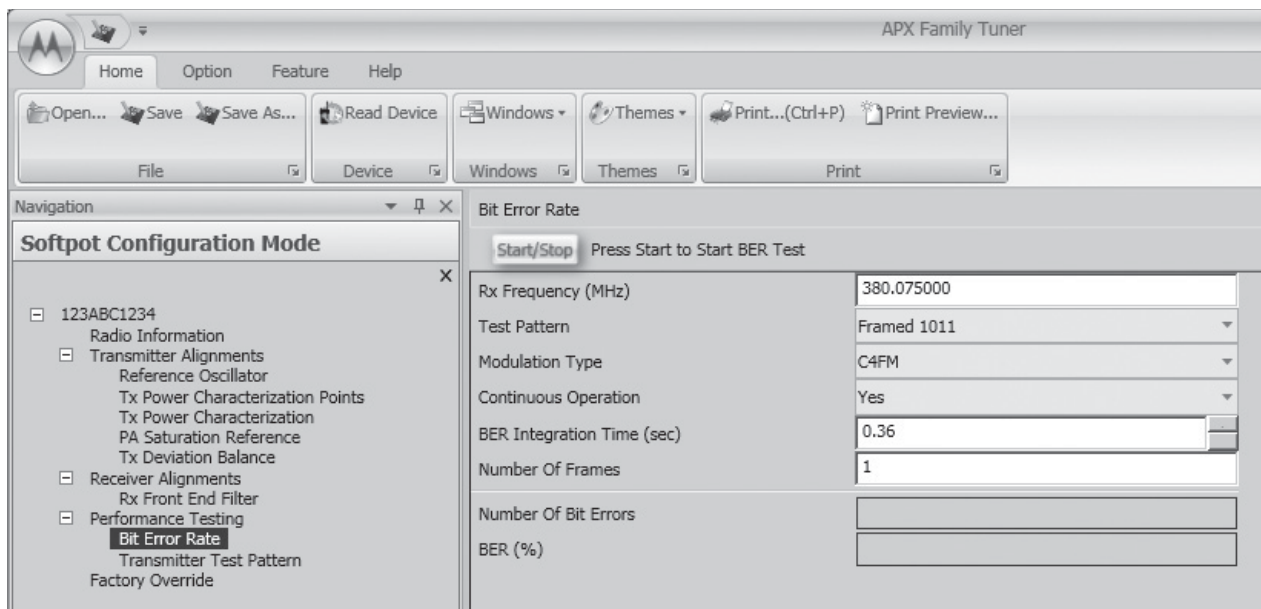 APX Family Tuner
Home Option Feature Help
Open... Save Save As... Read Device Windows Themes Print...(Ctrl+P) Print Preview...
File Device Windows Themes Print
Navigation
Softpot Configuration Mode
123ABC1234
Radio Information
Transmitter Alignments
Reference Oscillator
Tx Power Characterization Points
Tx Power Characterization
PA Saturation Reference
Tx Deviation Balance
Receiver Alignments
Rx Front End Filter
Performance Testing
Bit Error Rate
Transmitter Test Pattern
Factory Override
Bit Error Rate
Start/Stop Press Start to Start BER Test
Rx Frequency (MHz) 380.075000
Test Pattern Framed 1011
Modulation Type C4FM
Continuous Operation Yes
BER Integration Time (sec) 0.36
Number Of Frames 1
Number Of Bit Errors
BER (%)